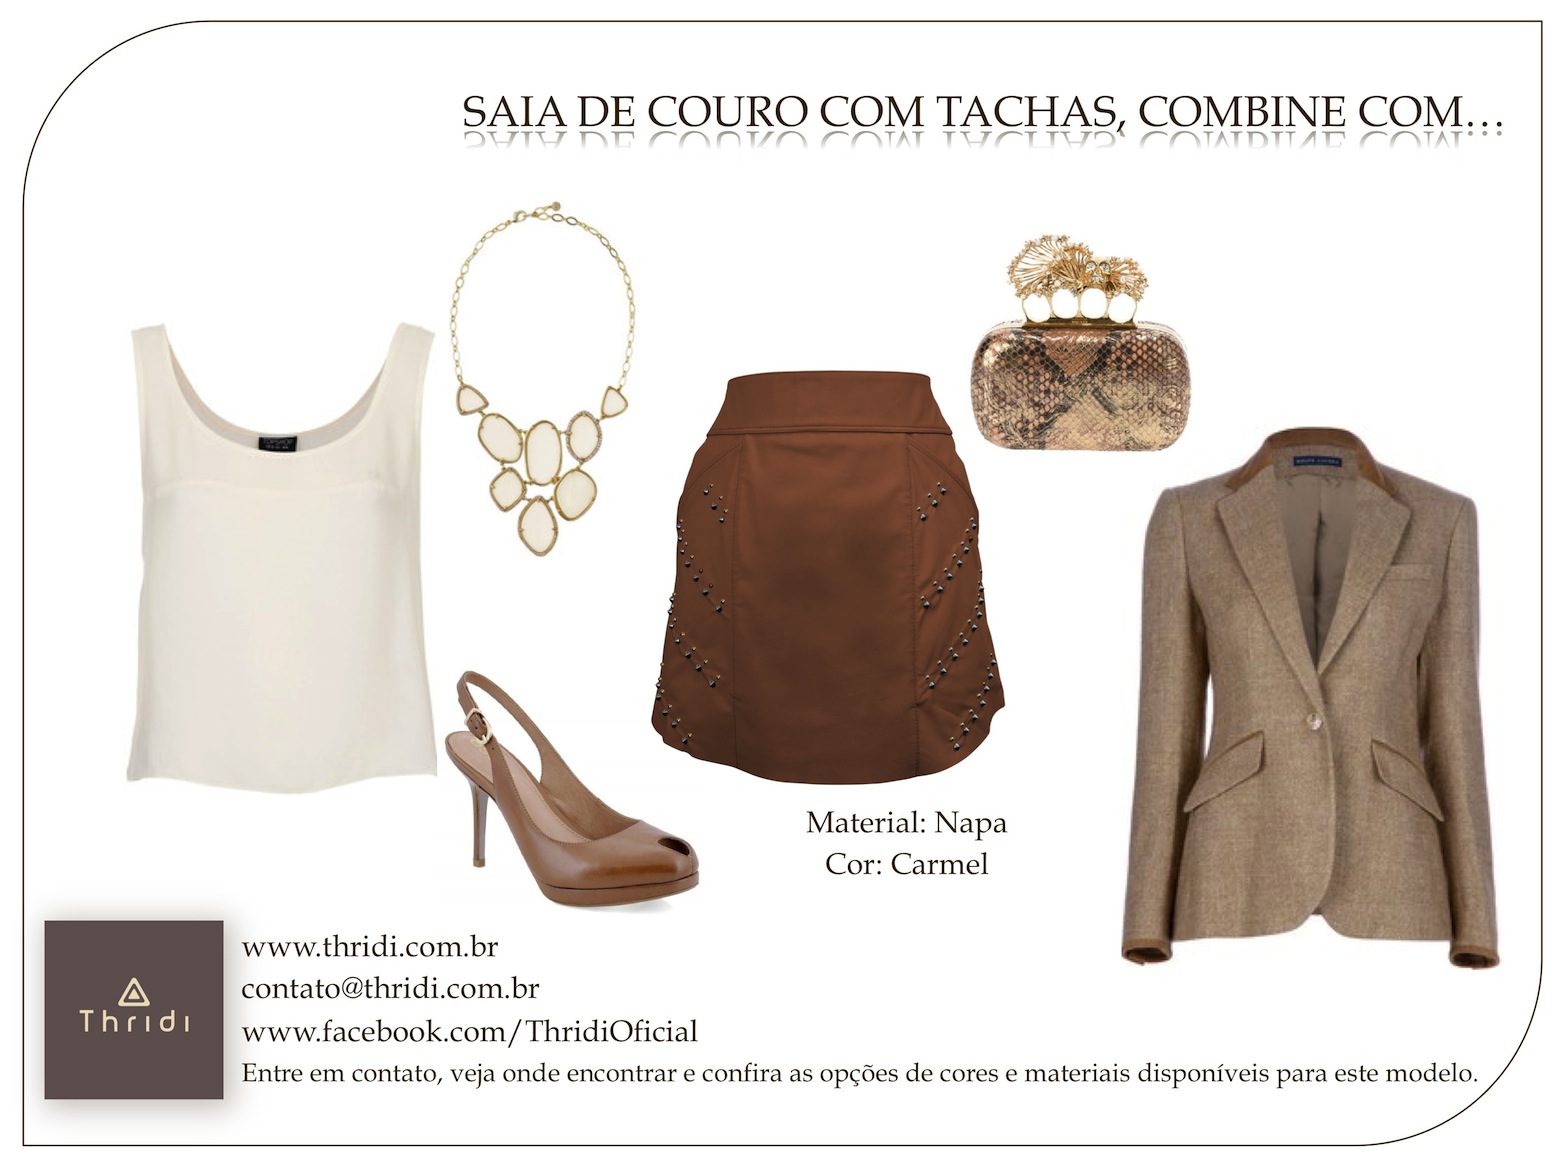 SAIA DE COURO COM TACHAS, COMBINE COM...
TOPSHOP
Material: Napa
Cor: Carmel
Thridi
www.thridi.com.br
contato@thridi.com.br
www.facebook.com/ThridiOficial
Entre em contato, veja onde encontrar e confira as opções de cores e materiais disponíveis para este modelo.